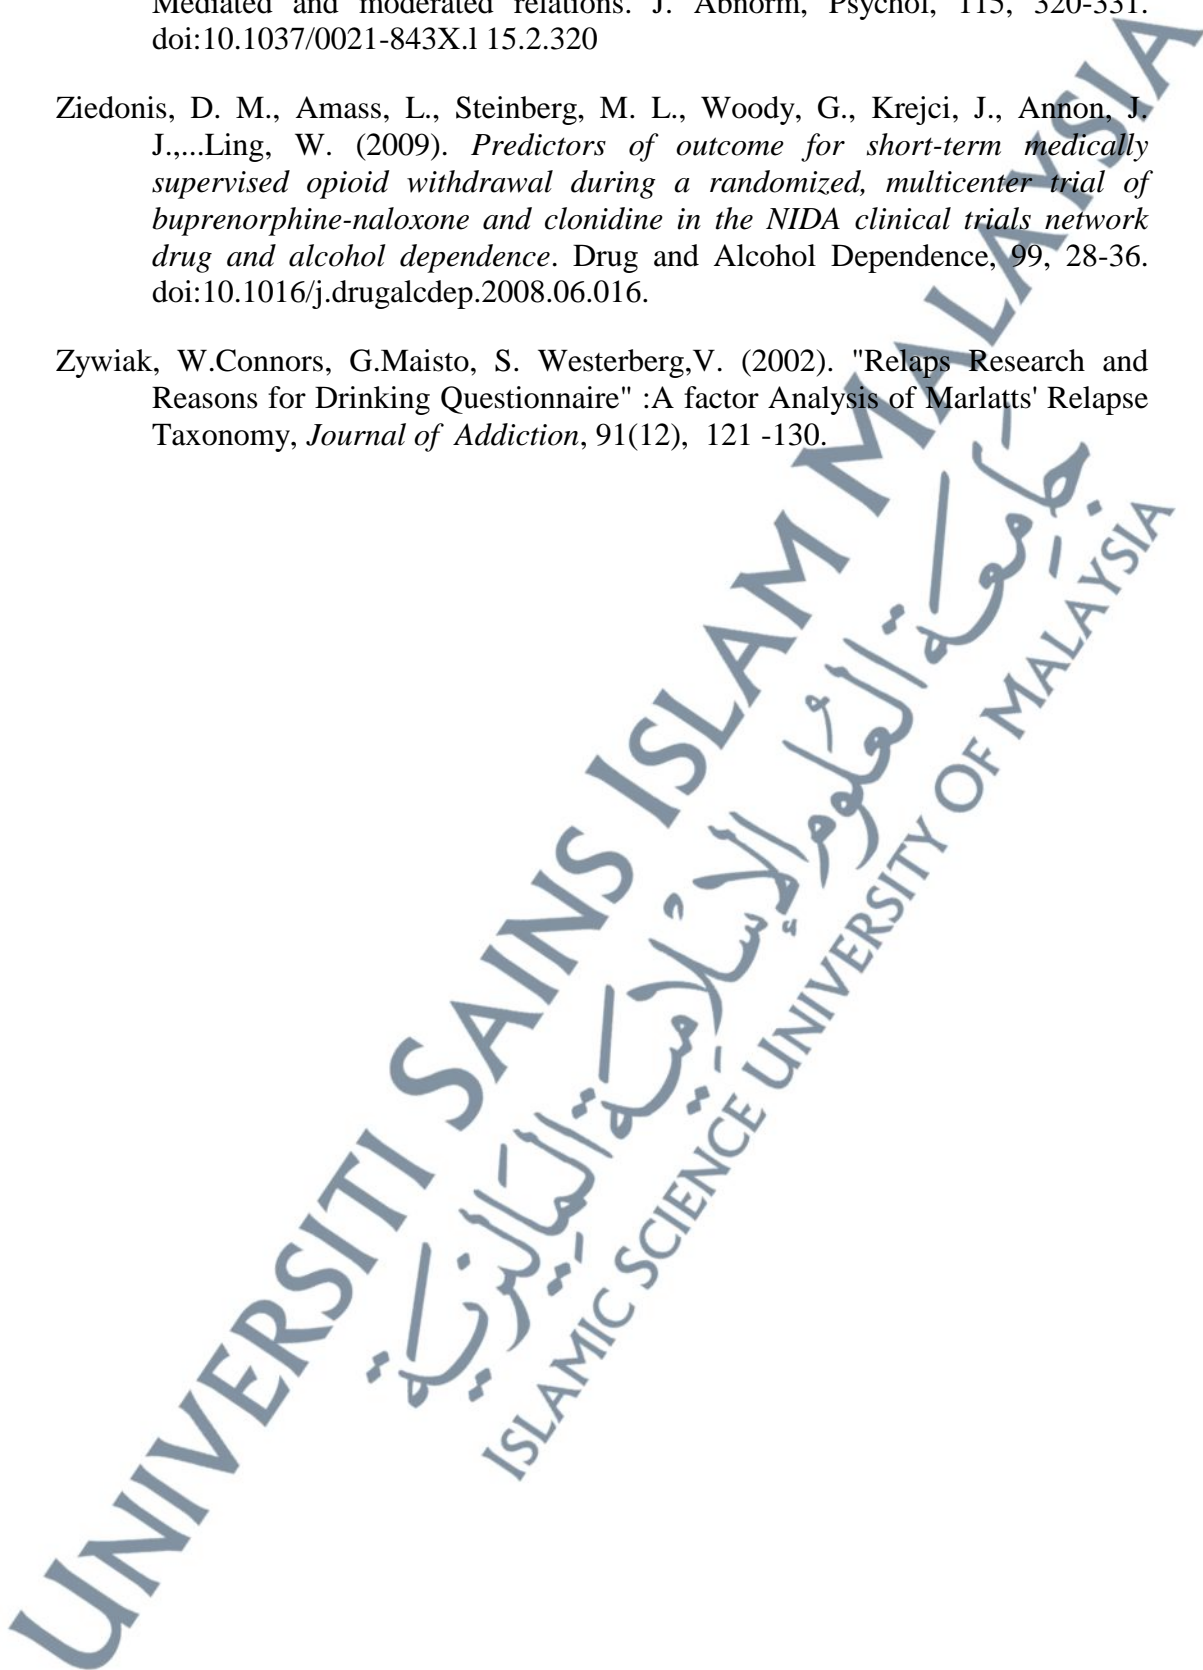 Mediated and moderated relations. J. Abnorm, Psychol, 115, 320-331.
doi:10.1037/0021-843X.l 15.2.320
Ziedonis, D. M., Amass, L., Steinberg, M. L., Woody, G., Krejci, J., Annon, J.
J.,...Ling, W. (2009). Predictors of outcome for short-term medically
supervised opioid withdrawal during a randomized, multicenter trial of
buprenorphine-naloxone and clonidine in the NIDA clinical trials network
drug and alcohol dependence. Drug and Alcohol Dependence, 99, 28-36.
doi:10.1016/j.drugalcdep.2008.06.016.
Zywiak, W.Connors, G.Maisto, S. Westerberg,V. (2002). "Relaps Research and
Reasons for Drinking Questionnaire" :A factor Analysis of Marlatts' Relapse
Taxonomy, Journal of Addiction, 91(12), 121 -130.
UNIVERSITI SAINS ISLAM MALAYSIA
جامعة العلوم الإسلامية الماليزية
ISLAMIC SCIENCE UNIVERSITY OF MALAYSIA